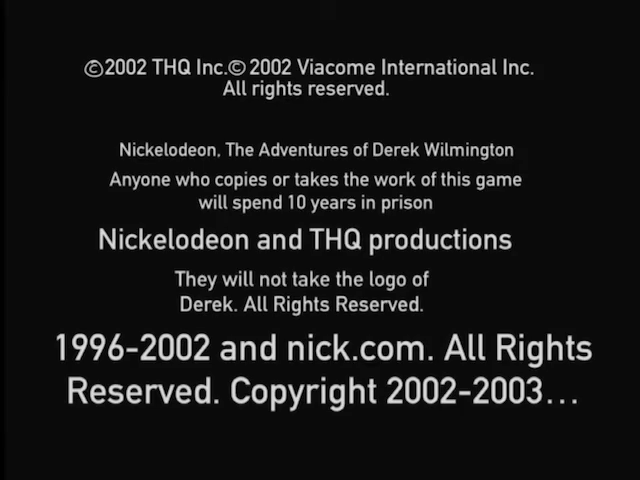 ©2002 THQ Inc.© 2002 Viacome International Inc.
All rights reserved.
Nickelodeon, The Adventures of Derek Wilmington
Anyone who copies or takes the work of this game
will spend 10 years in prison
Nickelodeon and THQ productions
They will not take the logo of
Derek. All Rights Reserved.
1996-2002 and nick.com. All Rights
Reserved. Copyright 2002-2003...